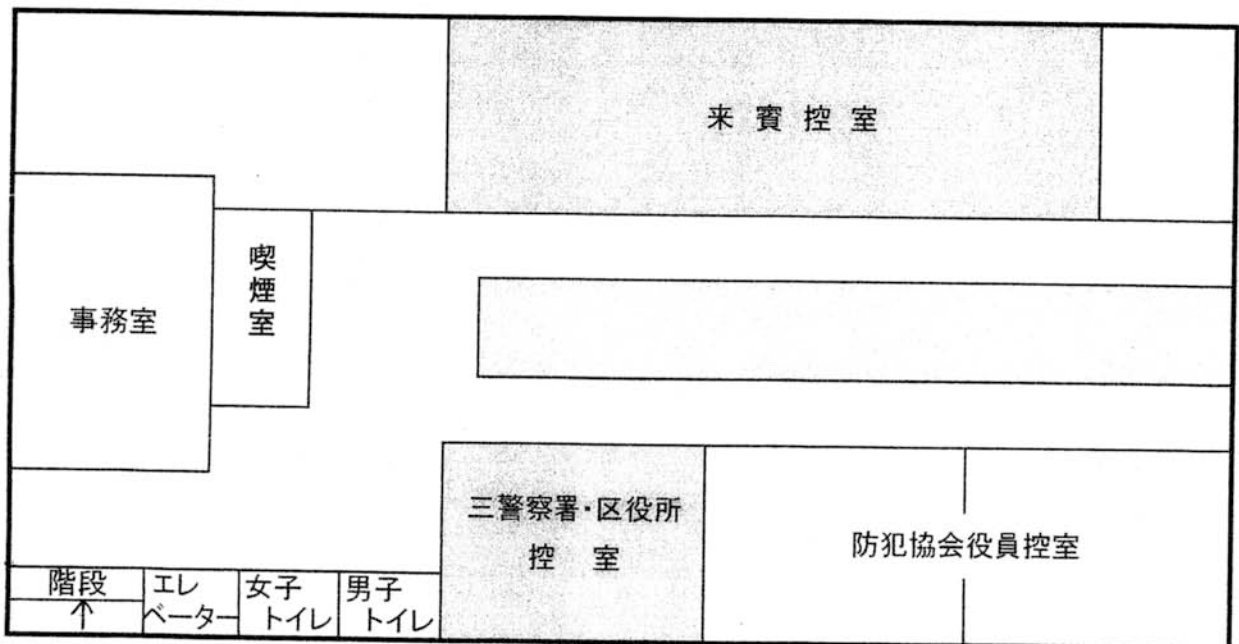 来賓控室
喫煙室
事務室
三警察署・区役所
控室
防犯協会役員控室
階段
↑
エレ
ベーター
女子
トイレ
男子
トイレ